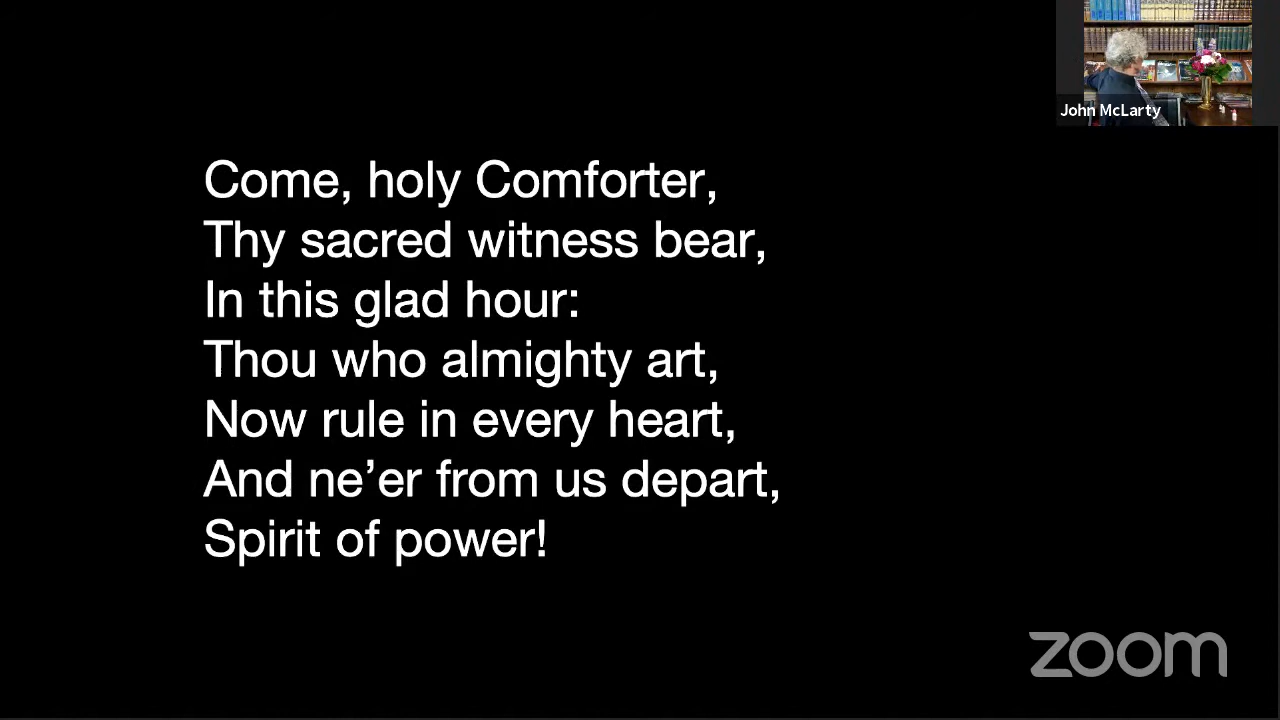 John McLarty
Come, holy Comforter,
Thy sacred witness bear,
In this glad hour:
Thou who almighty art,
Now rule in every heart,
And ne’er from us depart,
Spirit of power!
zoom